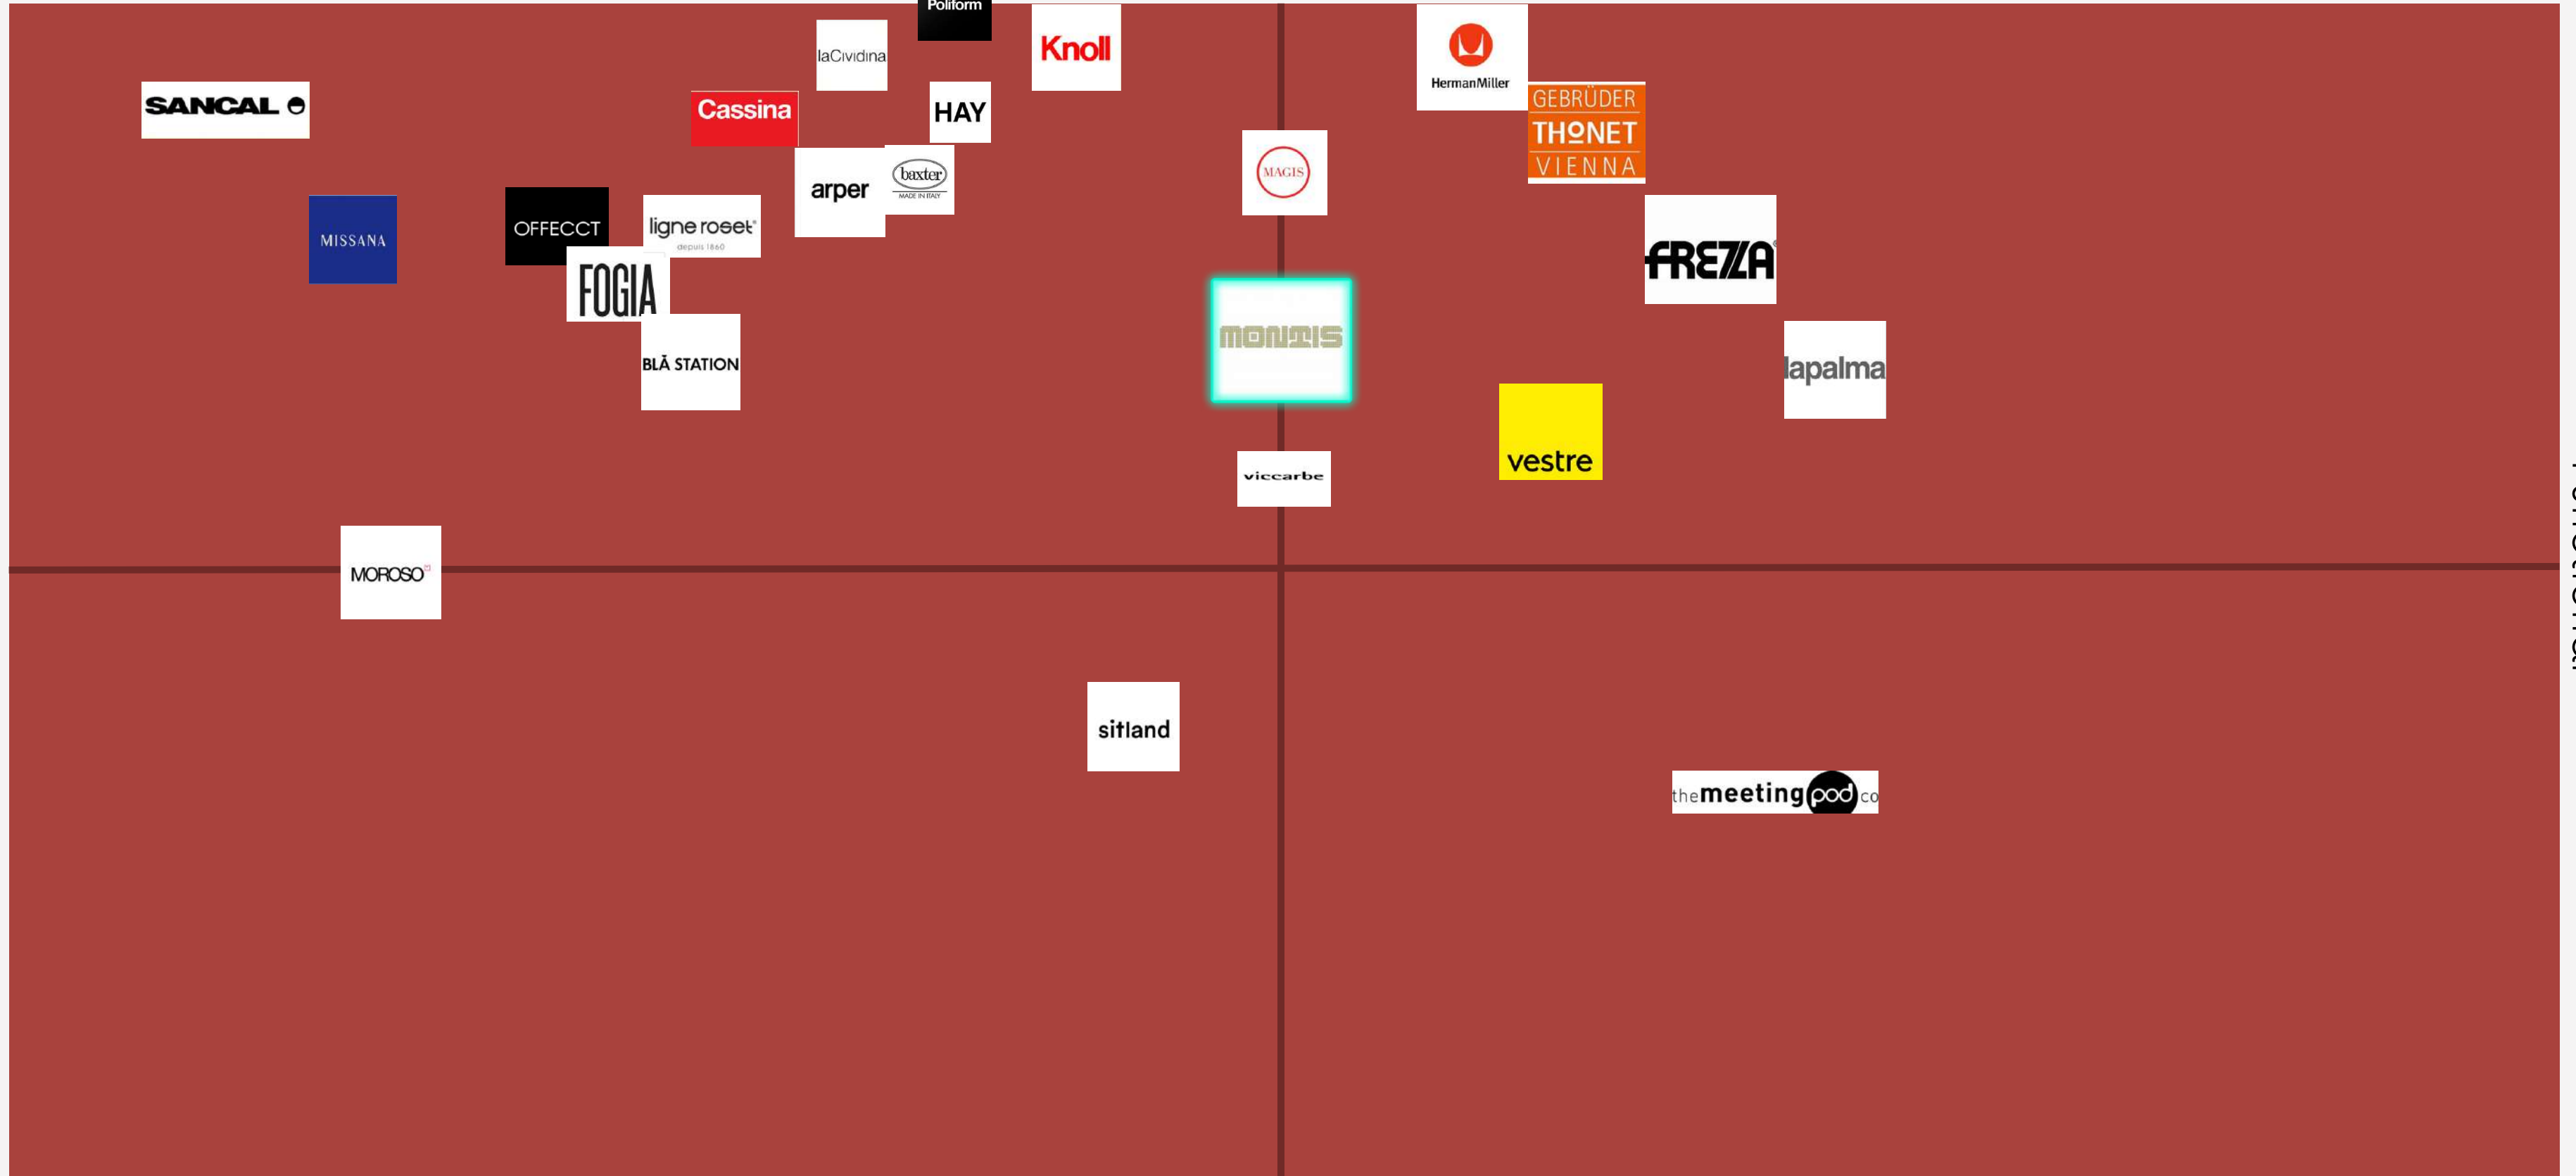 Poliform
laCividina
Knoll
HermanMiller
SANCAL
Cassina
HAY
GEBRÜDER
THONET
VIENNA
MAGIS
arper
baxter
MADE IN ITALY
MISSANA
OFFECCT
ligne roset®
depuis 1860
FOGIA
FREZZA
MONTIS
BLÅ STATION
lapalma
vestre
viccarbe
MOROSO
sitland
themeetingpodco